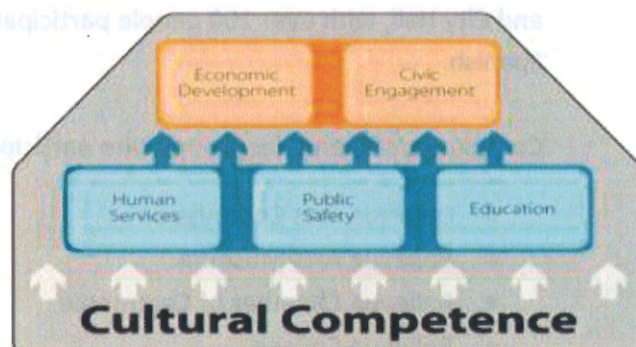 Economic
Development
Civic
Engagement
Human
Services
Public
Safety
Education
Cultural Competence